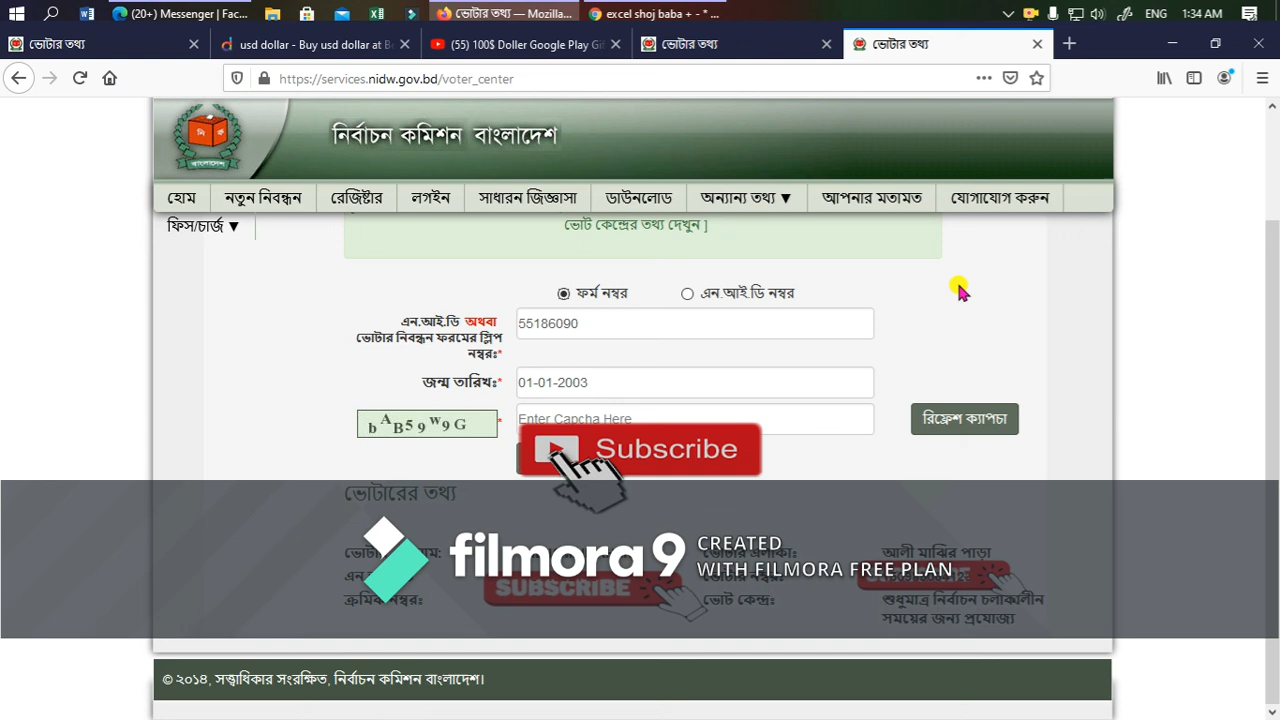 (20+) Messenger | Fac...
ভোটার তথ্য — Mozilla...
excel shoj baba + - * ...
ENG
1:34 AM
ভোটার তথ্য
usd dollar - Buy usd dollar at Be
(55) 100$ Doller Google Play Gif
ভোটার তথ্য
ভোটার তথ্য
https://services.nidw.gov.bd/voter_center
নির্বাচন কমিশন বাংলাদেশ
হোম
নতুন নিবন্ধন
রেজিষ্টার
লগইন
সাধারন জিজ্ঞাসা
ডাউনলোড
অন্যান্য তথ্য ▼
আপনার মতামত
যোগাযোগ করুন
ফিস/চার্জ ▼
ভোট কেন্দ্রের তথ্য দেখুন ]
ফর্ম নম্বর
এন.আই.ডি নম্বর
এন.আই.ডি অথবা
ভোটার নিবন্ধন ফরমের স্লিপ
নম্বরঃ*
55186090
জন্ম তারিখঃ*
01-01-2003
b A B 5 9 w 9 G
*
Enter Capcha Here
রিফ্রেশ ক্যাপচা
Subscribe
ভোটারের তথ্য
filmora 9
CREATED
WITH FILMORA FREE PLAN
ভোটার এলাকা:
আলী মাঝির পাড়া
SUBSCRIBE
ক্রমিক নম্বর:
ভোট কেন্দ্র:
শুধুমাত্র নির্বাচন চলাকালীন
সময়ের জন্য প্রযোজ্য
© ২০১৪, সত্ত্বাধিকার সংরক্ষিত, নির্বাচন কমিশন বাংলাদেশ।